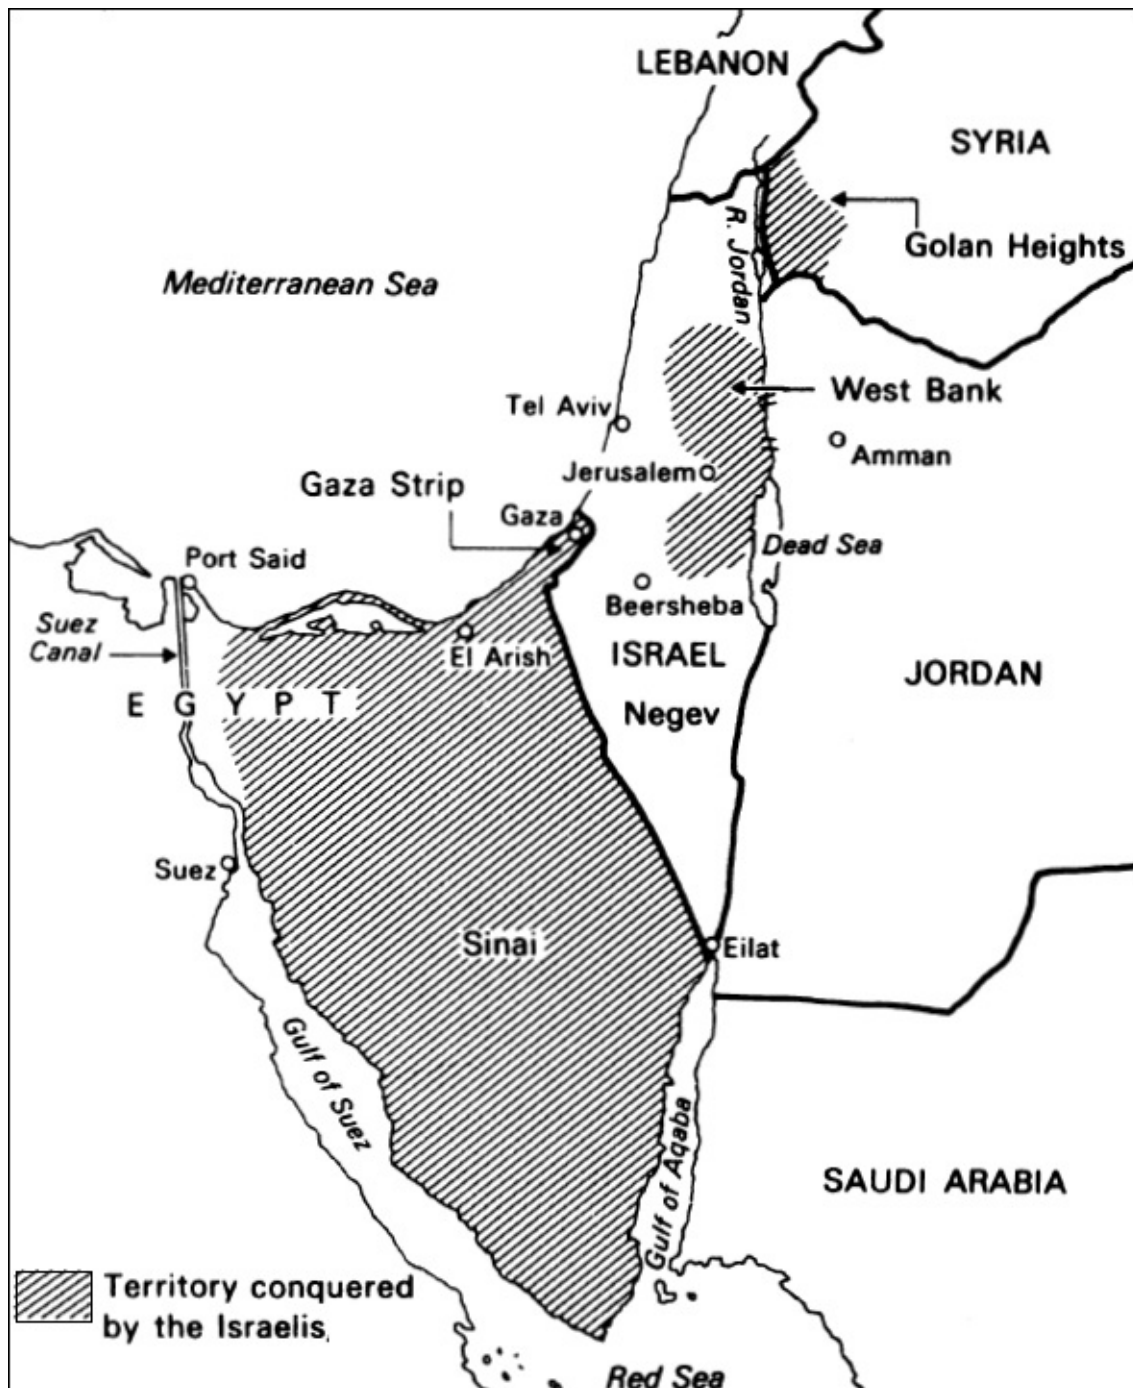 LEBANON
SYRIA
Golan Heights
R. Jordan
Mediterranean Sea
West Bank
Tel Aviv
Amman
Jerusalem
Gaza Strip
Gaza
Dead Sea
Port Said
Beersheba
Suez
Canal
El Arish
ISRAEL
JORDAN
E G Y P T
Negev
Suez
Sinai
Eilat
Gulf of Suez
Gulf of Aqaba
SAUDI ARABIA
Territory conquered
by the Israelis
Red Sea